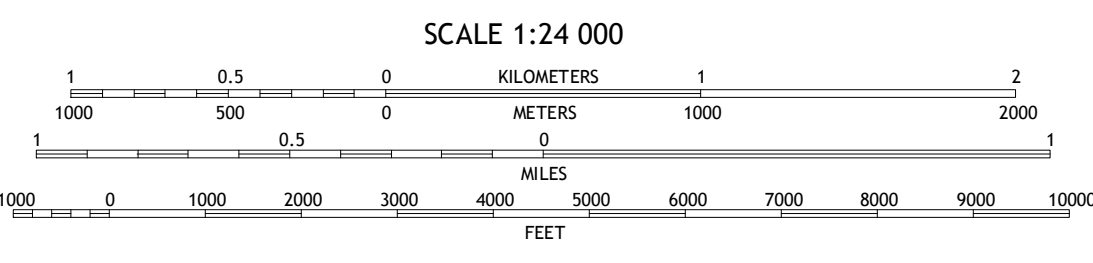 SCALE 1:24 000
1 0.5 0 KILOMETERS 1 2
1000 500 0 METERS 1000 2000
1 0.5 0 1
MILES
1000 0 1000 2000 3000 4000 5000 6000 7000 8000 9000 10000
FEET